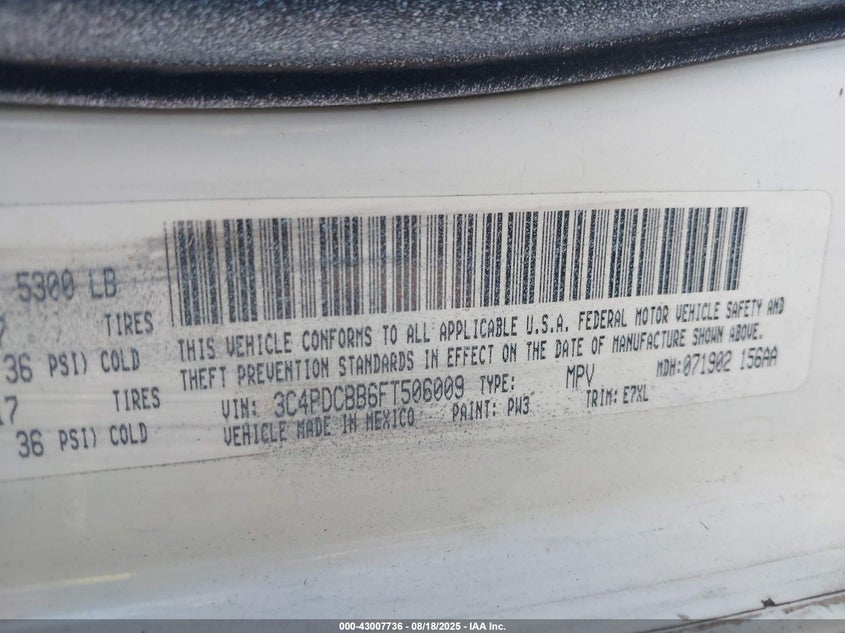 5300 LB
7 TIRES
36 PSI) COLD
17 TIRES
36 PSI) COLD
THIS VEHICLE CONFORMS TO ALL APPLICABLE U.S.A. FEDERAL MOTOR VEHICLE SAFETY AND
THEFT PREVENTION STANDARDS IN EFFECT ON THE DATE OF MANUFACTURE SHOWN ABOVE.
VIN: 3C4PDCBB6FT506009 TYPE: MPV MDH:071902 156AA
VEHICLE MADE IN MEXICO PAINT: PW3 TRIM: E7XL
000-43007736 - 08/18/2025 - IAA Inc.